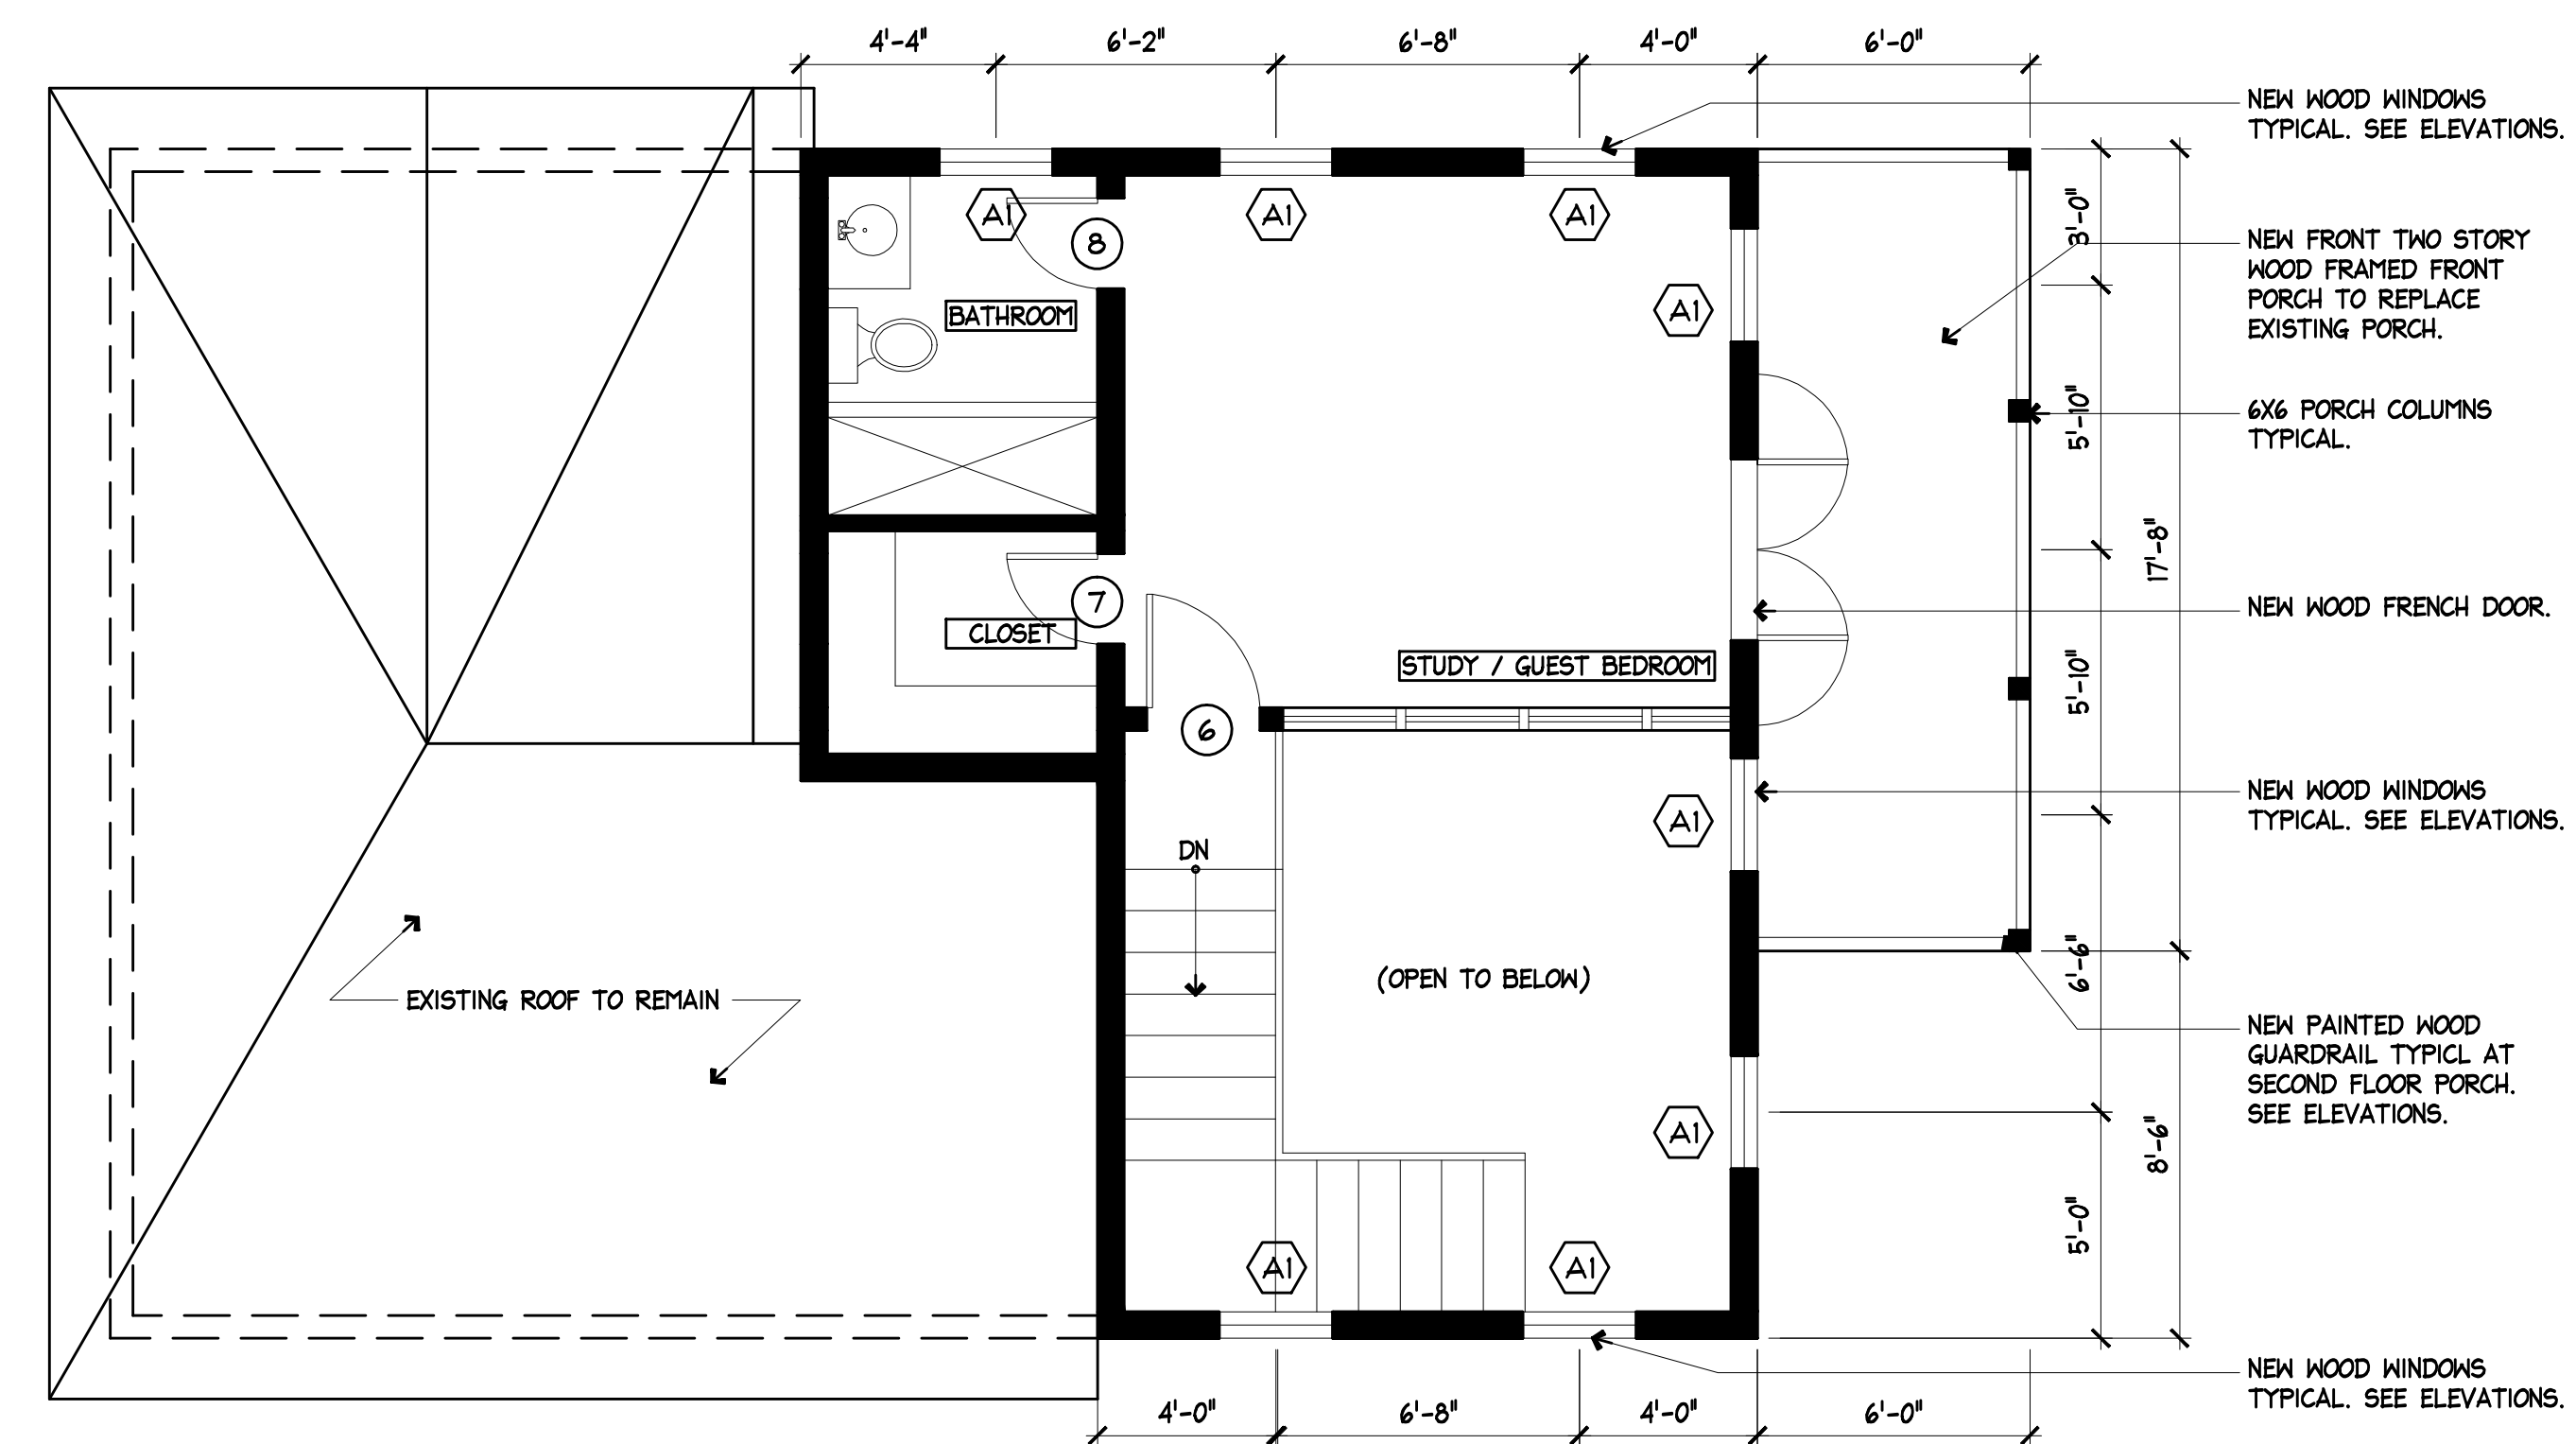 4'-4"
6'-2"
6'-8"
4'-0"
6'-0"
NEW WOOD WINDOWS
TYPICAL. SEE ELEVATIONS.
A1
A1
A1
8
3'-0"
NEW FRONT TWO STORY
WOOD FRAMED FRONT
PORCH TO REPLACE
EXISTING PORCH.
BATHROOM
A1
5'-10"
6X6 PORCH COLUMNS
TYPICAL.
17'-8"
7
CLOSET
NEW WOOD FRENCH DOOR.
STUDY / GUEST BEDROOM
5'-10"
6
NEW WOOD WINDOWS
TYPICAL. SEE ELEVATIONS.
A1
DN
(OPEN TO BELOW)
6'-6"
EXISTING ROOF TO REMAIN
NEW PAINTED WOOD
GUARDRAIL TYPICL AT
SECOND FLOOR PORCH.
SEE ELEVATIONS.
A1
8'-6"
5'-0"
A1
A1
NEW WOOD WINDOWS
TYPICAL. SEE ELEVATIONS.
4'-0"
6'-8"
4'-0"
6'-0"